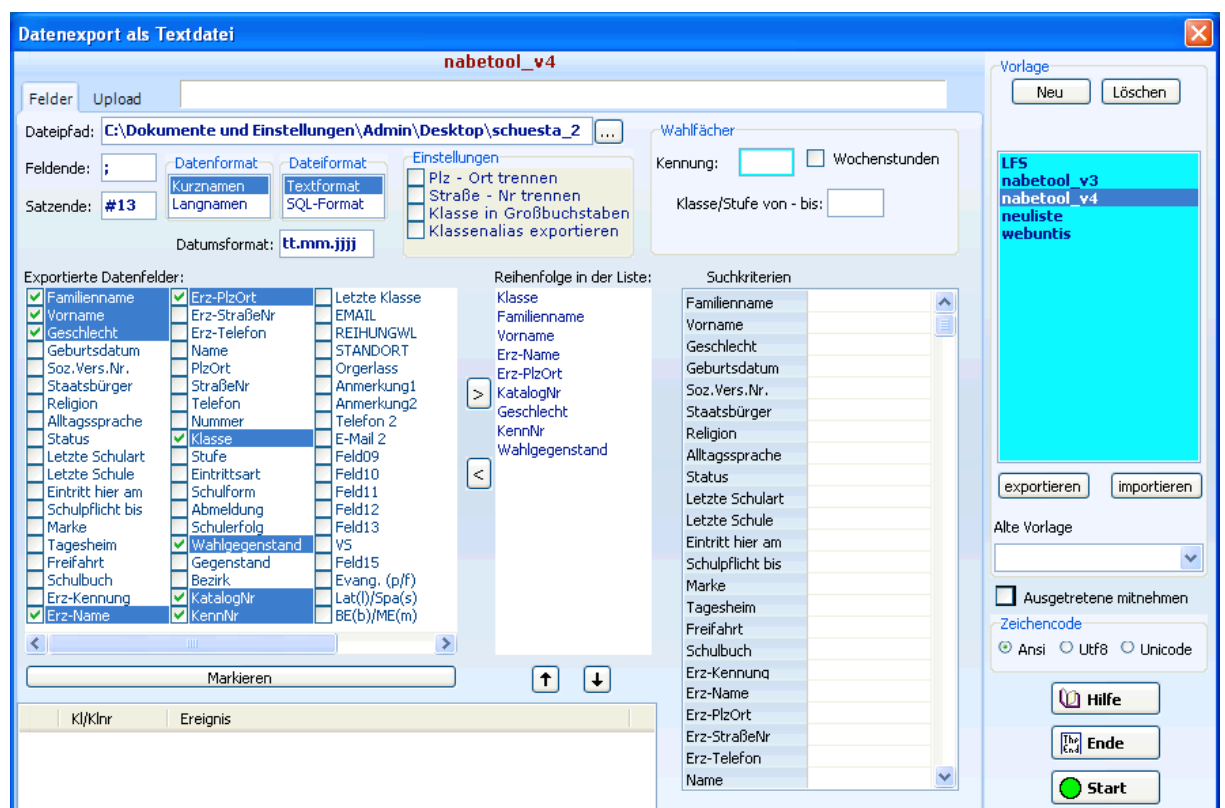 Datenexport als Textdatei
nabetool_v4
Felder
Upload
Dateipfad: C:\Dokumente und Einstellungen\Admin\Desktop\schuesta_2 ...
Feldende: ;
Satzende: #13
Datenformat
Kurznamen
Langnamen
Dateiformat
Textformat
SQL-Format
Datumsformat: tt.mm.jjjj
Einstellungen
Plz - Ort trennen
Straße - Nr trennen
Klasse in Großbuchstaben
Klassenalias exportieren
Wahlfächer
Kennung:
Wochenstunden
Klasse/Stufe von - bis:
Exportierte Datenfelder:
Familienname
Vorname
Geschlecht
Geburtsdatum
Soz.Vers.Nr.
Staatsbürger
Religion
Alltagssprache
Status
Letzte Schulart
Letzte Schule
Eintritt hier am
Schulpflicht bis
Marke
Tagesheim
Freifahrt
Schulbuch
Erz-Kennung
Erz-Name
Erz-PlzOrt
Erz-StraßeNr
Erz-Telefon
Name
PlzOrt
StraßeNr
Telefon
Nummer
Klasse
Stufe
Eintrittsart
Schulform
Abmeldung
Schulerfolg
Wahlgegenstand
Gegenstand
Bezirk
KatalogNr
KennNr
Letzte Klasse
EMAIL
REIHUNGWL
STANDORT
Orgerlass
Anmerkung1
Anmerkung2
Telefon 2
E-Mail 2
Feld09
Feld10
Feld11
Feld12
Feld13
VS
Feld15
Evang. (p/f)
Lat(l)/Spa(s)
BE(b)/ME(m)
Markieren
Kl/Klnr
Ereignis
Reihenfolge in der Liste:
Klasse
Familienname
Vorname
Erz-Name
Erz-PlzOrt
KatalogNr
Geschlecht
KennNr
Wahlgegenstand
>
<
Suchkriterien
Familienname
Vorname
Geschlecht
Geburtsdatum
Soz.Vers.Nr.
Staatsbürger
Religion
Alltagssprache
Status
Letzte Schulart
Letzte Schule
Eintritt hier am
Schulpflicht bis
Marke
Tagesheim
Freifahrt
Schulbuch
Erz-Kennung
Erz-Name
Erz-PlzOrt
Erz-StraßeNr
Erz-Telefon
Name
Vorlage
Neu
Löschen
LFS
nabetool_v3
nabetool_v4
neuliste
webuntis
exportieren
importieren
Alte Vorlage
Ausgetretene mitnehmen
Zeichencode
Ansi
Utf8
Unicode
Hilfe
The End
Ende
Start